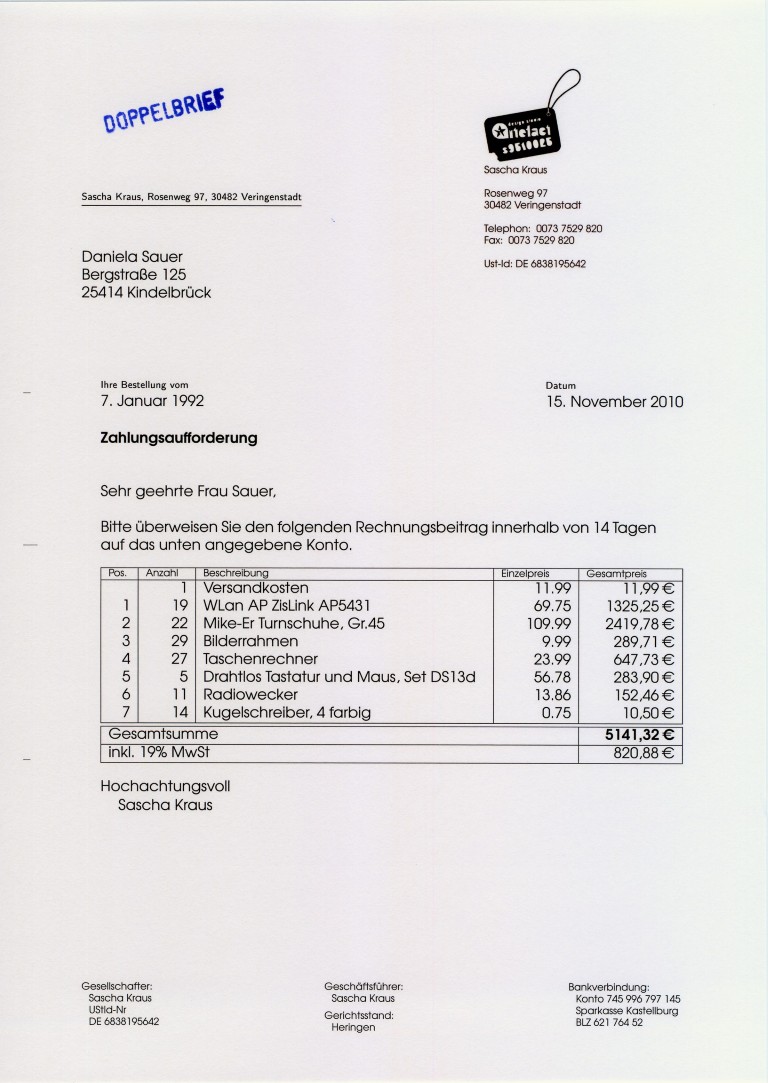 DOPPELBRIEF
design team
Artefact
Sascha Kraus
Rosenweg 97
30482 Veringenstadt
Telephon: 0073 7529 820
Fax: 0073 7529 820
Ust-Id: DE 6838195642
Sascha Kraus, Rosenweg 97, 30482 Veringenstadt
Daniela Sauer
Bergstraße 125
25414 Kindelbrück
Ihre Bestellung vom
7. Januar 1992
Datum
15. November 2010
Zahlungsaufforderung
Sehr geehrte Frau Sauer,
Bitte überweisen Sie den folgenden Rechnungsbeitrag innerhalb von 14 Tagen
auf das unten angegebene Konto.
Pos. Anzahl Beschreibung Einzelpreis Gesamtpreis
1 Versandkosten 11.99 11,99 €
1 19 WLan AP ZisLink AP5431 69.75 1325,25 €
2 22 Mike-Er Turnschuhe, Gr.45 109.99 2419,78 €
3 29 Bilderrahmen 9.99 289,71 €
4 27 Taschenrechner 23.99 647,73 €
5 5 Drahtlos Tastatur und Maus, Set DS13d 56.78 283,90 €
6 11 Radiowecker 13.86 152,46 €
7 14 Kugelschreiber, 4 farbig 0.75 10,50 €
Gesamtsumme 5141,32 €
inkl. 19% MwSt 820,88 €
Hochachtungsvoll
Sascha Kraus
Gesellschafter:
Sascha Kraus
UStId-Nr
DE 6838195642
Geschäftsführer:
Sascha Kraus
Gerichtsstand:
Heringen
Bankverbindung:
Konto 745 996 797 145
Sparkasse Kastellburg
BLZ 621 764 52